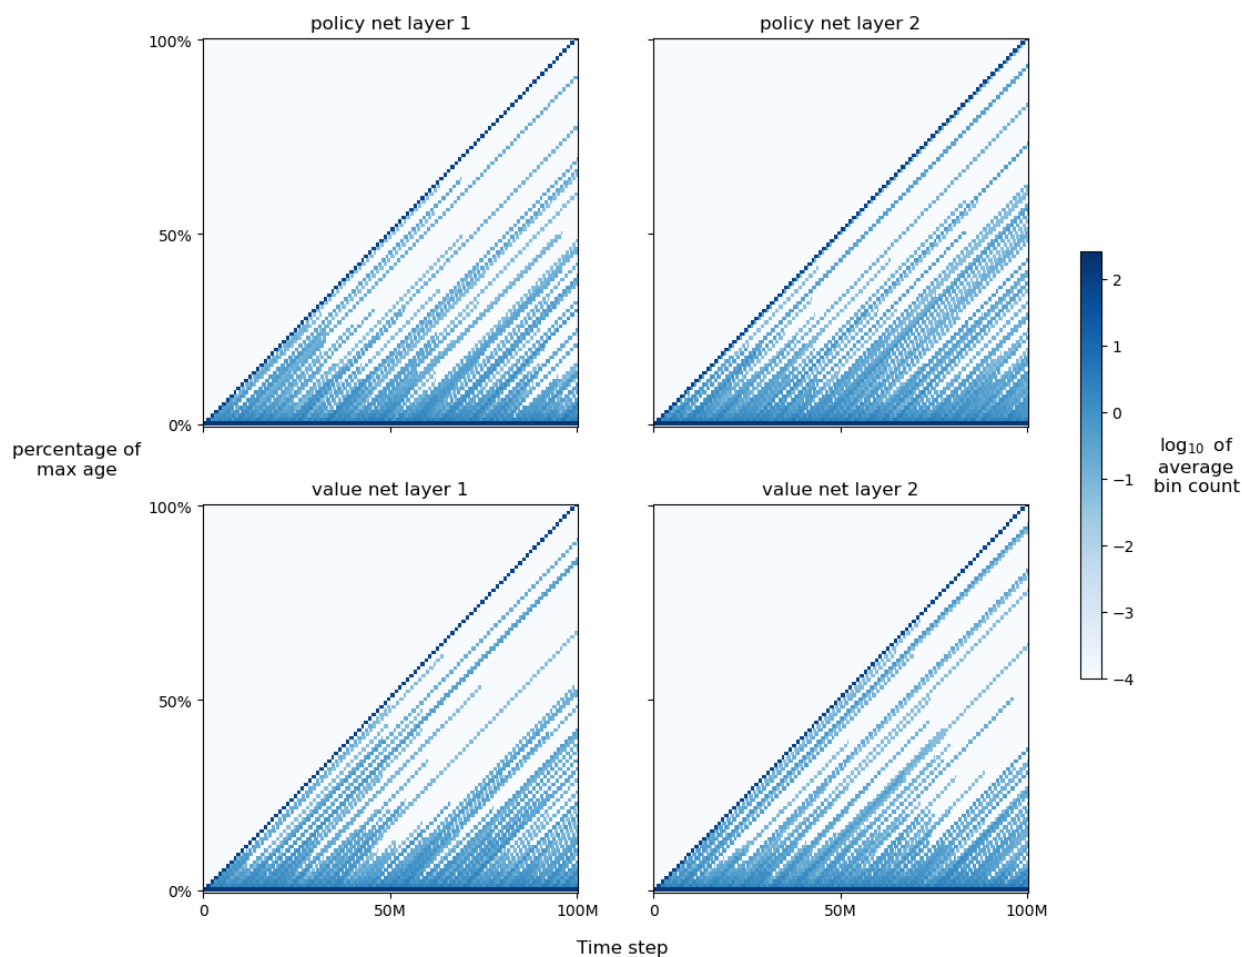 policy net layer 1
policy net layer 2
100%
50%
0%
percentage of
max age
value net layer 1
value net layer 2
100%
50%
0%
0
50M
100M
0
50M
100M
Time step
2
1
0
−1
−2
−3
−4
log₁₀ of
average
bin count